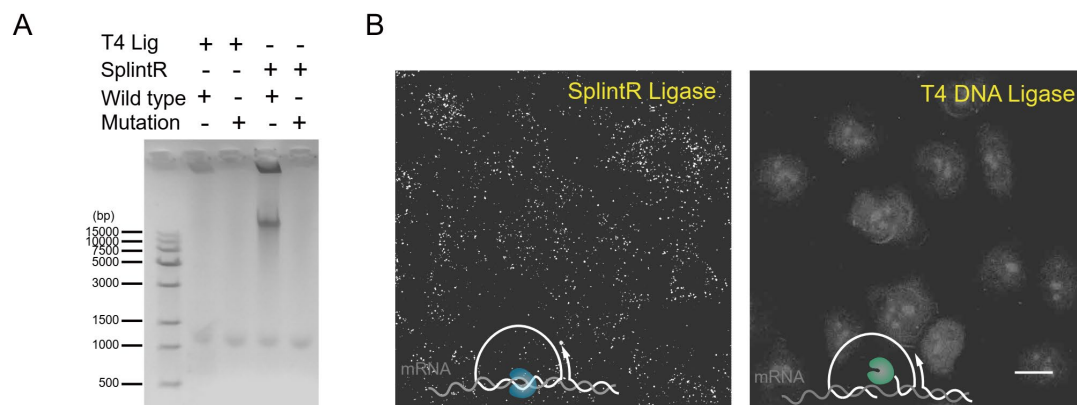 A
T4 Lig + + - -
SplintR - - + +
Wild type + - + -
Mutation - + - +
(bp)
15000
10000
7500
5000
3000
1500
1000
500
B
SplintR Ligase
mRNA
T4 DNA Ligase
mRNA